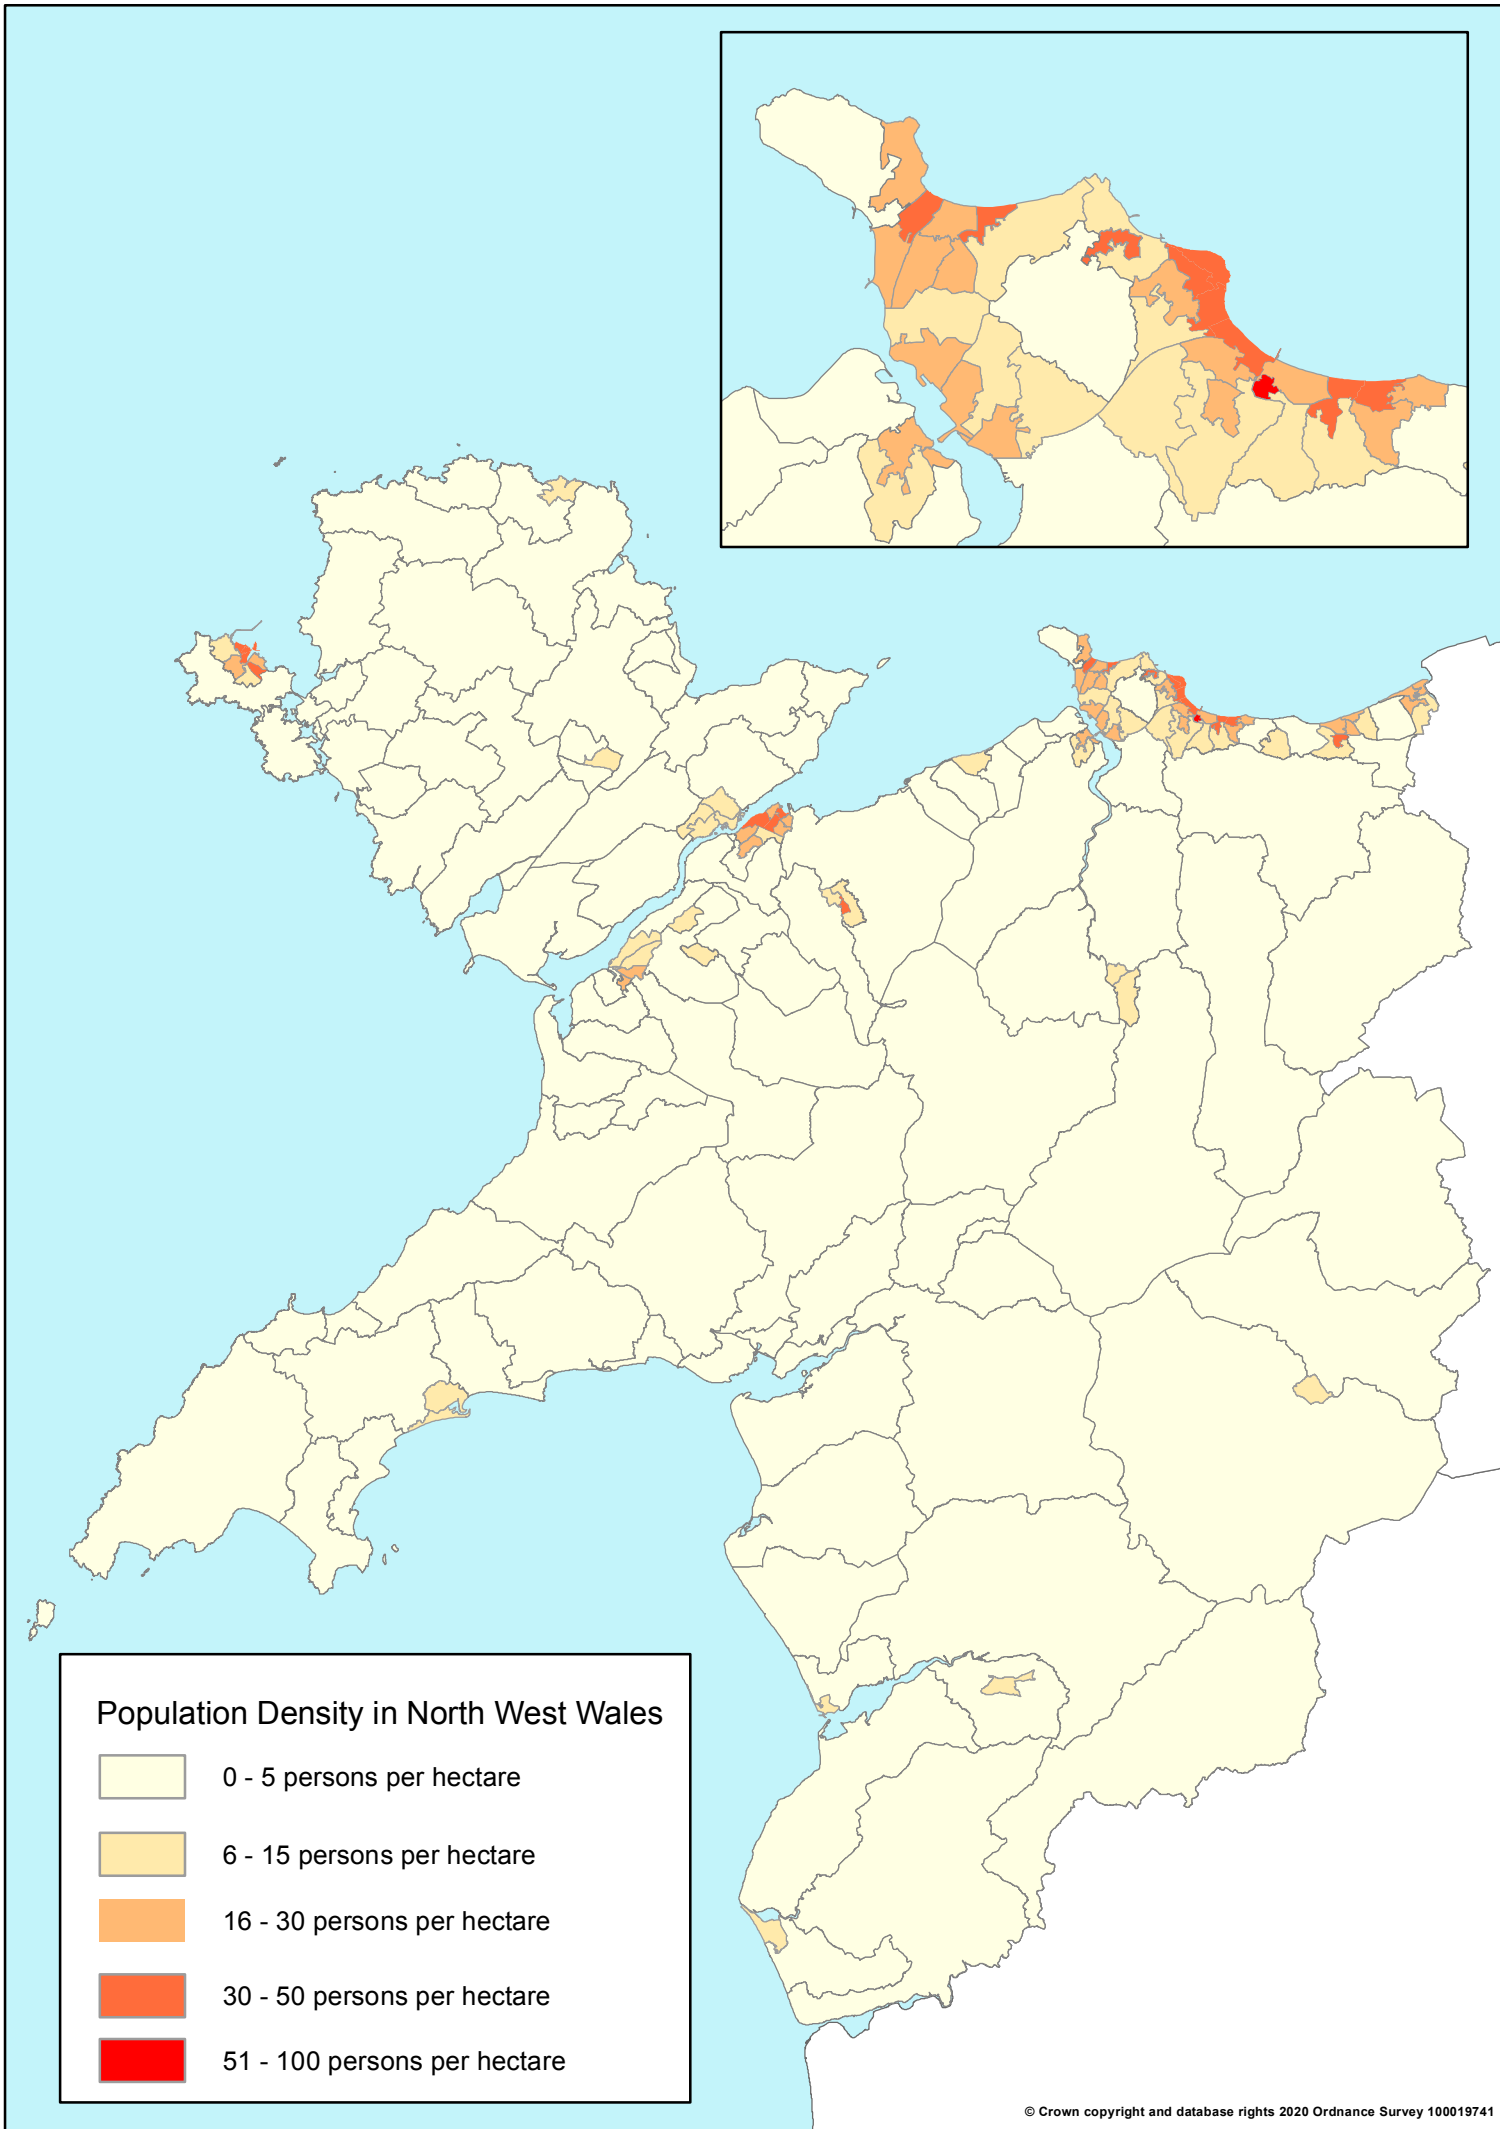 Population Density in North West Wales
0 - 5 persons per hectare
6 - 15 persons per hectare
16 - 30 persons per hectare
30 - 50 persons per hectare
51 - 100 persons per hectare
© Crown copyright and database rights 2020 Ordnance Survey 100019741